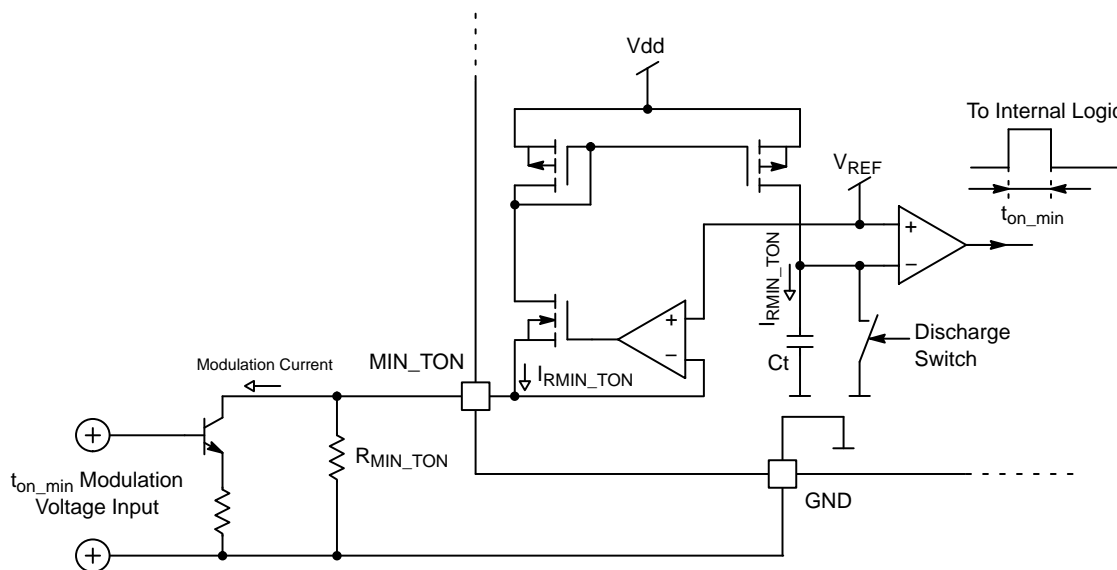 Vdd
To Internal Logic
VREF
ton_min
IRMIN_TON
+
−
+
−
Discharge
Switch
Ct
Modulation Current
MIN_TON
IRMIN_TON
RMIN_TON
ton_min Modulation
Voltage Input
GND